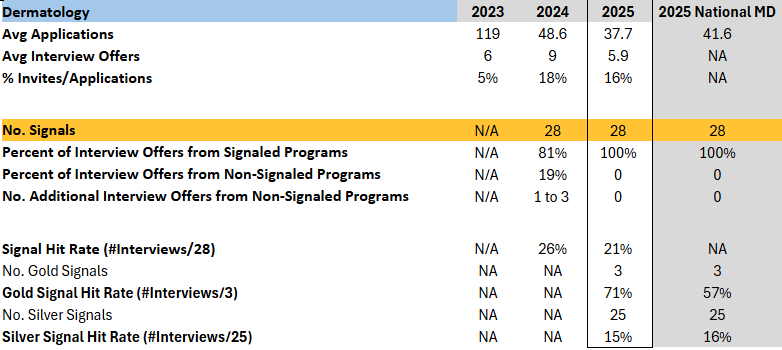 Dermatology 2023 2024 2025 2025 National MD
Avg Applications 119 48.6 37.7 41.6
Avg Interview Offers 6 9 5.9 NA
% Invites/Applications 5% 18% 16% NA
No. Signals N/A 28 28 28
Percent of Interview Offers from Signaled Programs N/A 81% 100% 100%
Percent of Interview Offers from Non-Signaled Programs N/A 19% 0 0
No. Additional Interview Offers from Non-Signaled Programs N/A 1 to 3 0 0
Signal Hit Rate (#Interviews/28) N/A 26% 21% NA
No. Gold Signals NA NA 3 3
Gold Signal Hit Rate (#Interviews/3) NA NA 71% 57%
No. Silver Signals NA NA 25 25
Silver Signal Hit Rate (#Interviews/25) NA NA 15% 16%